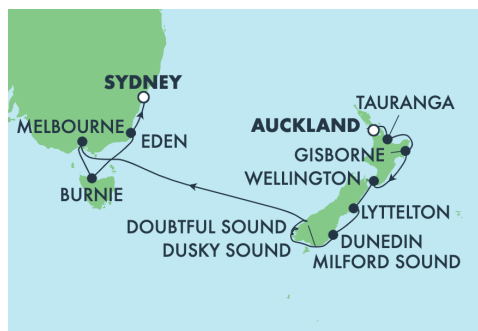 SYDNEY
TAURANGA
MELBOURNE
AUCKLAND
EDEN
GISBORNE
WELLINGTON
BURNIE
LYTTELTON
DOUBTFUL SOUND
DUNEDIN
DUSKY SOUND
MILFORD SOUND